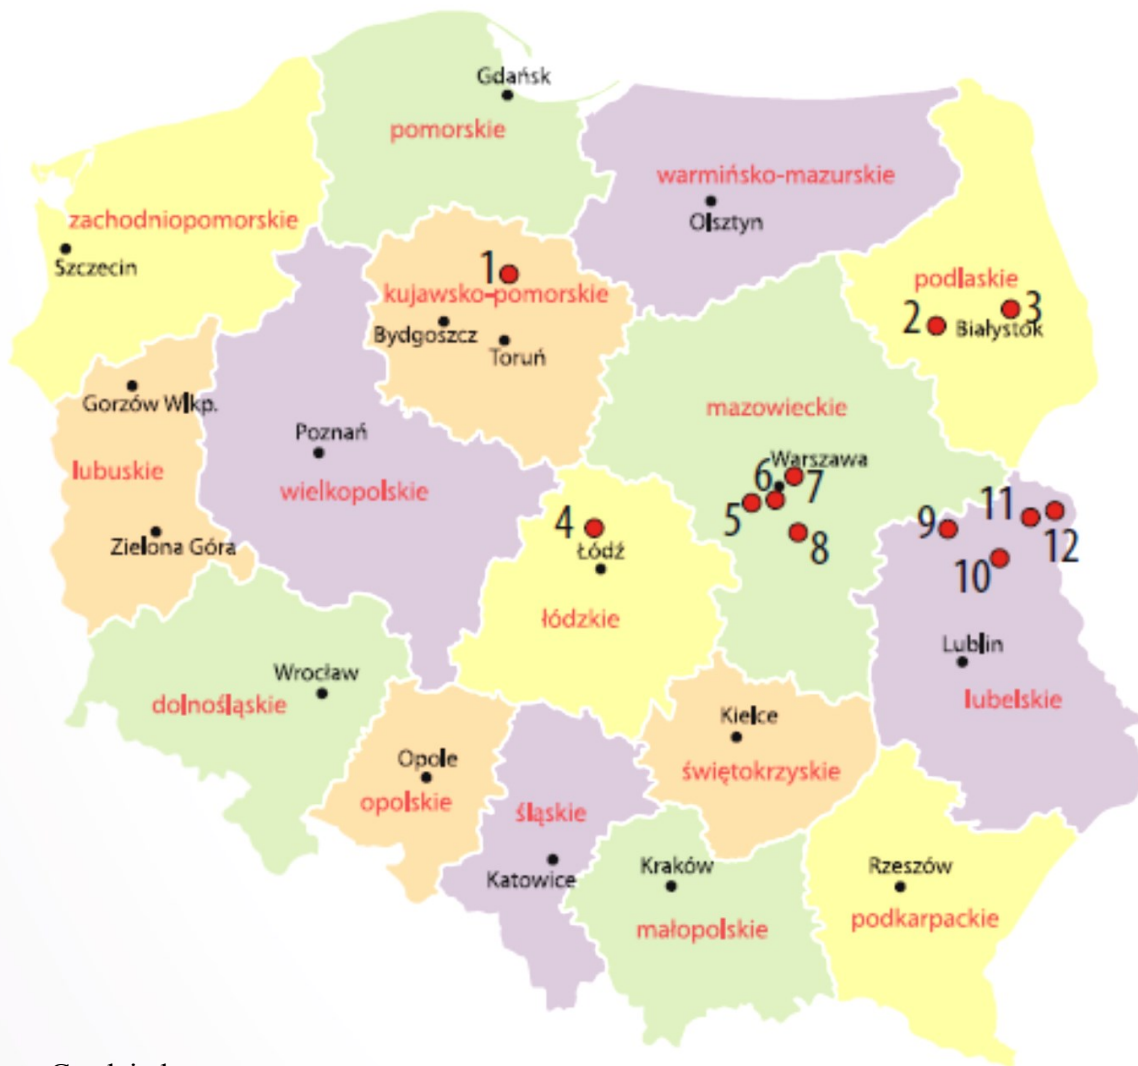 Gdańsk
pomorskie
warmińsko-mazurskie
Olsztyn
zachodniopomorskie
Szczecin
1
kujawsko-pomorskie
Bydgoszcz
Toruń
podlaskie
2
3
Białystok
Gorzów Wlkp.
lubuskie
Zielona Góra
Poznań
wielkopolskie
mazowieckie
Warszawa
6
7
5
8
4
Łódź
łódzkie
9
11
12
10
Lublin
lubelskie
Wrocław
dolnośląskie
Opole
opolskie
Kielce
świętokrzyskie
śląskie
Katowice
Kraków
małopolskie
Rzeszów
podkarpackie